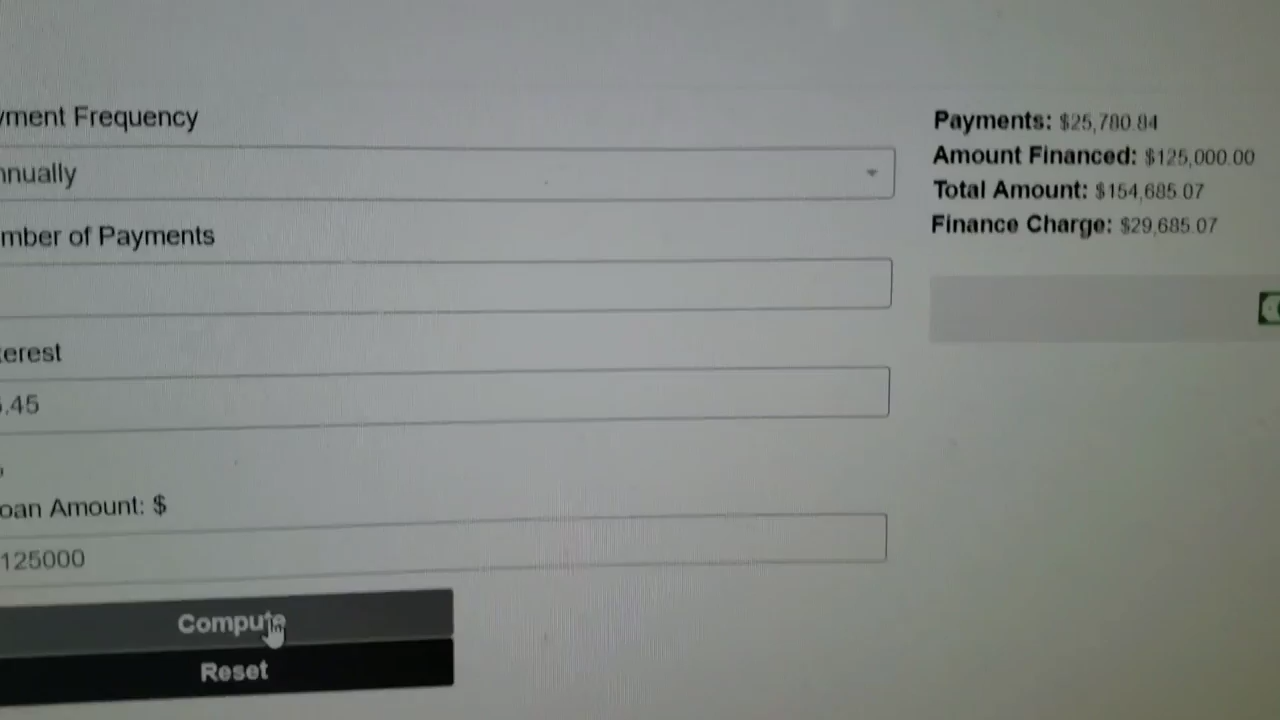 yment Frequency
nnually
mber of Payments
terest
.45
oan Amount: $
125000
Compute
Reset
Payments: $25,780.84
Amount Financed: $125,000.00
Total Amount: $154,685.07
Finance Charge: $29,685.07